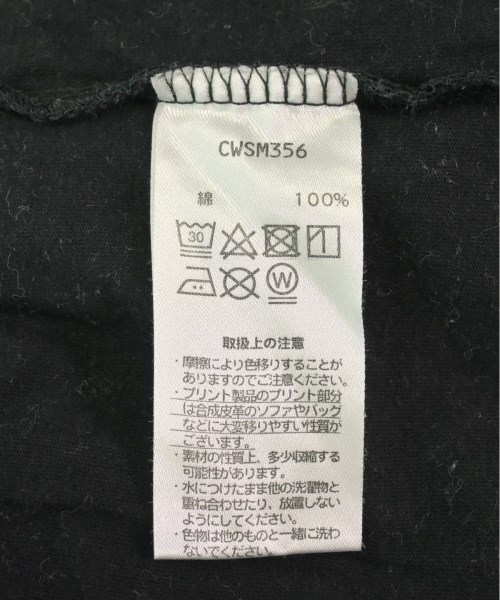 CWSM356
綿 100%
30
W
取扱上の注意
・摩擦により色移りすることが
ありますのでご注意ください。
・プリント製品のプリント部分
は合成皮革のソファやバッグ
などに大変移りやすい性質が
ございます。
・素材の性質上、多少収縮する
可能性があります。
・水につけたまま他の洗濯物と
重ね合わせたり、放置しない
ようにしてください。
・色物は他のものと一緒に洗わ
ないでください。